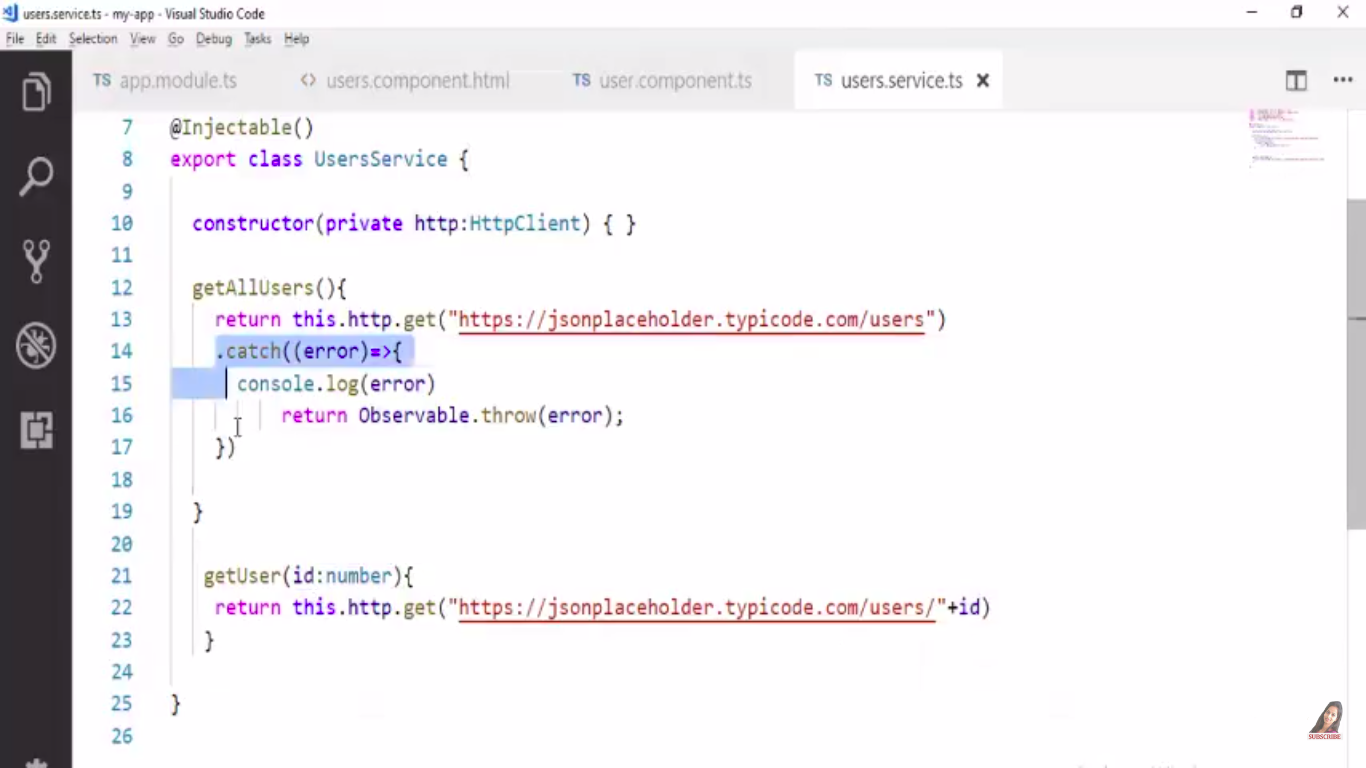 users.service.ts - my-app - Visual Studio Code
File Edit Selection View Go Debug Tasks Help
TS app.module.ts <> users.component.html TS user.component.ts TS users.service.ts
7 @Injectable()
8 export class UsersService {
9
10 constructor(private http:HttpClient) { }
11
12 getAllUsers(){
13 return this.http.get("https://jsonplaceholder.typicode.com/users")
14 .catch((error)=>{
15 console.log(error)
16 return Observable.throw(error);
17 })
18
19 }
20
21 getUser(id:number){
22 return this.http.get("https://jsonplaceholder.typicode.com/users/"+id)
23 }
24
25 }
26
SUBSCRIBE